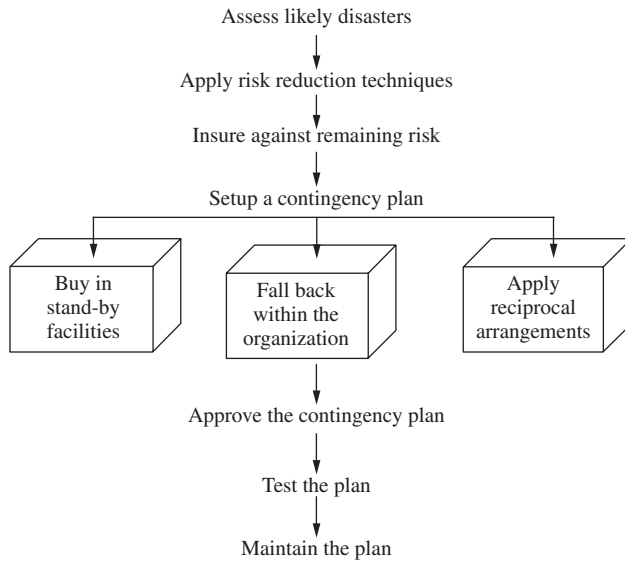 Assess likely disasters
Apply risk reduction techniques
Insure against remaining risk
Setup a contingency plan
Buy in
stand-by
facilities
Fall back
within the
organization
Apply
reciprocal
arrangements
Approve the contingency plan
Test the plan
Maintain the plan